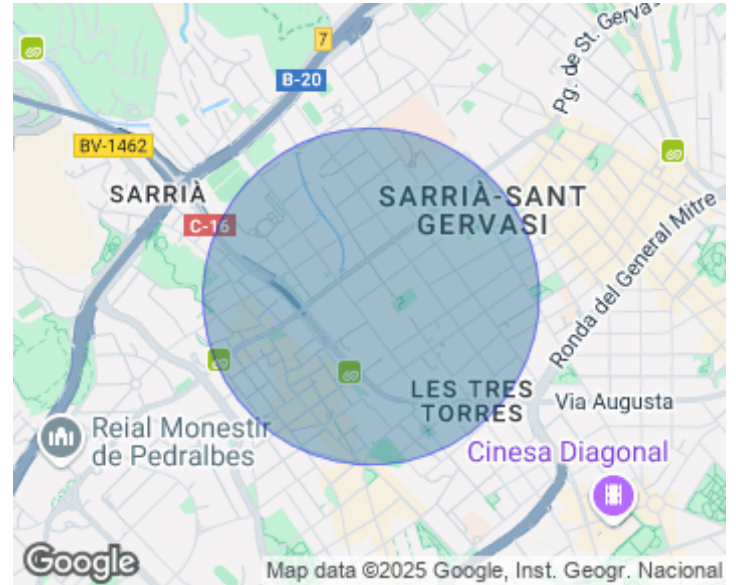 7
B-20
Pg. de St. Gervasi
BV-1462
SARRIÀ
C-16
SARRIÀ-SANT
GERVASI
Ronda del General Mitre
LES TRES
TORRES
Via Augusta
Reial Monestir
de Pedralbes
Cinesa Diagonal
Google
Map data ©2025 Google, Inst. Geogr. Nacional